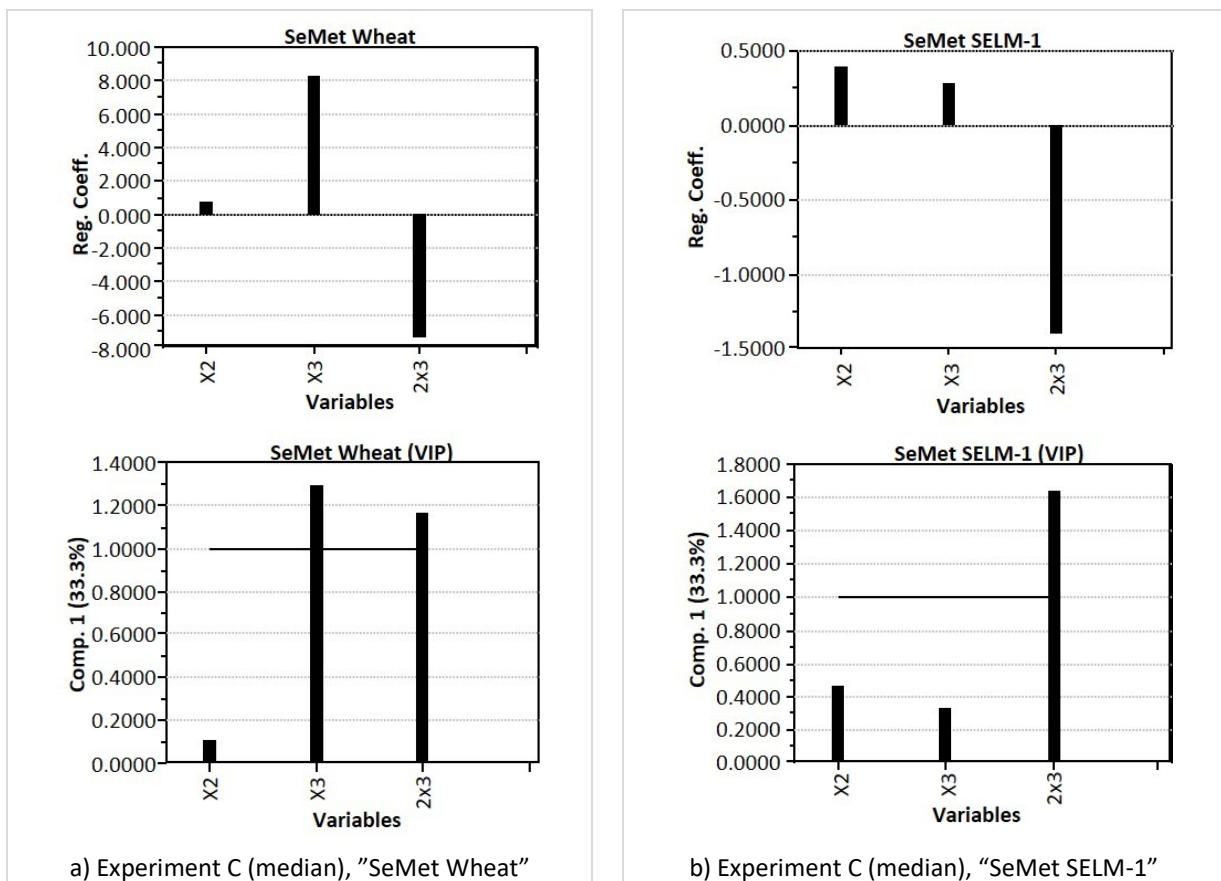 SeMet Wheat
10.000
8.000
6.000
4.000
2.000
0.000
-2.000
-4.000
-6.000
-8.000
Reg. Coeff.
X2 X3 2x3
Variables
SeMet Wheat (VIP)
1.4000
1.2000
1.0000
0.8000
0.6000
0.4000
0.2000
0.0000
Comp. 1 (33.3%)
X2 X3 2x3
Variables
a) Experiment C (median), ”SeMet Wheat”
SeMet SELM-1
0.5000
0.0000
-0.5000
-1.0000
-1.5000
Reg. Coeff.
X2 X3 2x3
Variables
SeMet SELM-1 (VIP)
1.8000
1.6000
1.4000
1.2000
1.0000
0.8000
0.6000
0.4000
0.2000
0.0000
Comp. 1 (33.3%)
X2 X3 2x3
Variables
b) Experiment C (median), “SeMet SELM-1”